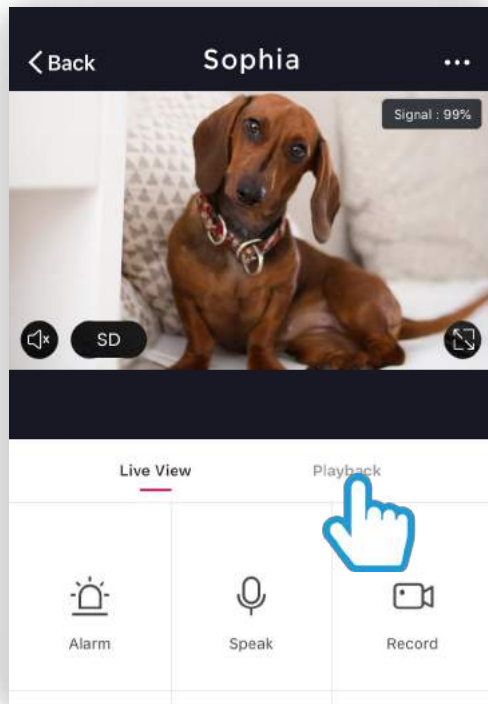 Back Sophia ...
Signal : 99%
SD
Live View Playback
Alarm Speak Record